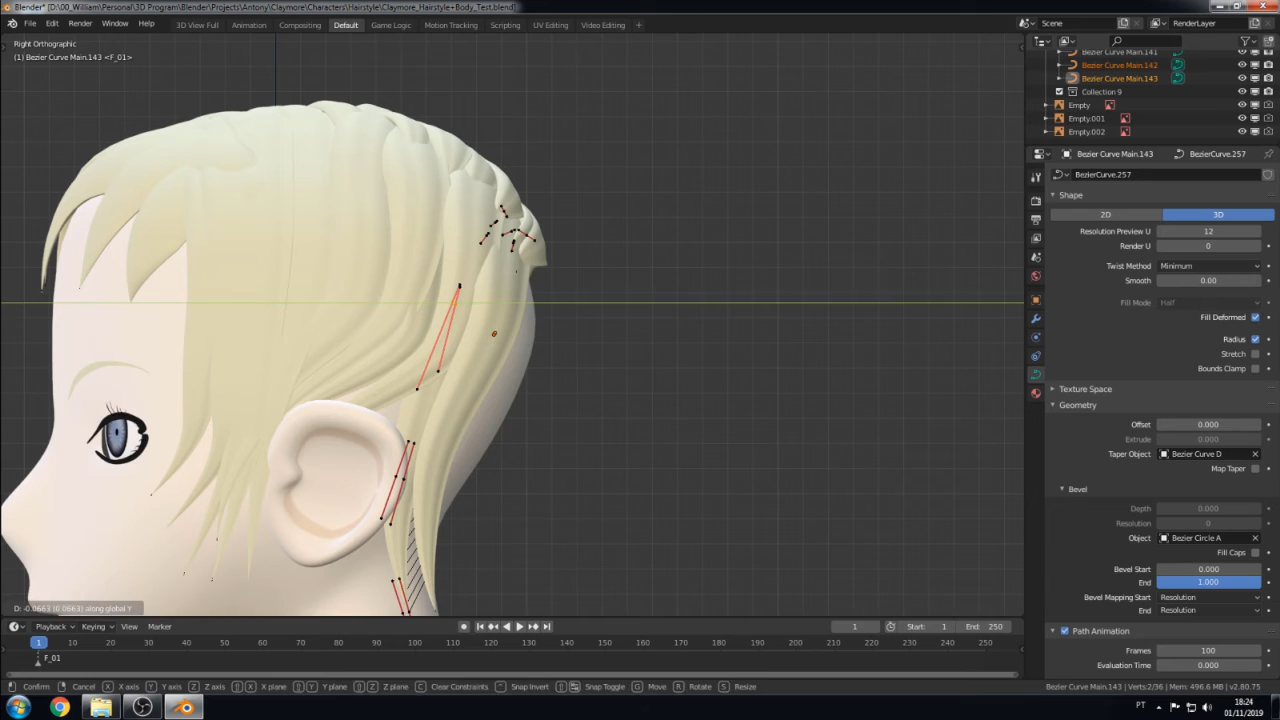 Blender* [D:\00_William\Personal\3D Program\Blender\Projects\Antony\Claymore\Characters\Hairstyle\Claymore_Hairstyle+Body_Test.blend]
File Edit Render Window Help 3D View Full Animation Compositing Default Game Logic Scripting UV Editing Video Editing + Scene RenderLayer
Right Orthographic
(1) Bezier Curve Main.143 <F_01>
Bezier Curve Main.141
Bezier Curve Main.142
Bezier Curve Main.143
Collection 9
Empty
Empty.001
Empty.002
Bezier Curve Main.143 BezierCurve.257
BezierCurve.257
Shape
2D 3D
Resolution Preview U 12
Render U 0
Twist Method Minimum
Smooth 0.00
Fill Mode Half
Fill Deformed
Radius
Stretch
Bounds Clamp
Texture Space
Geometry
Offset 0.000
Extrude 0.000
Taper Object Bezier Curve D
Map Taper
Bevel
Depth 0.000
Resolution 0
Object Bezier Circle A
Fill Caps
Bevel Start 0.000
End 1.000
Bevel Mapping Start Resolution
End Resolution
Path Animation
Frames 100
Evaluation Time 0.000
D: -0.0663 (0.0663) along global Y
Playback Keying View Marker 1 Start: 1 End: 250
1 10 20 30 40 50 60 70 80 90 100 110 120 130 140 150 160 170 180 190 200 210 220 230 240 250
F_01
Confirm Cancel X X axis Y Y axis Z Z axis X X plane Y Y plane Z Z plane C Clear Constraints Snap Invert Snap Toggle G Move R Rotate S Resize Bezier Curve Main.143 | Verts:2/36 | Mem: 496.6 MB | v2.80.75
PT 18:24
01/11/2019